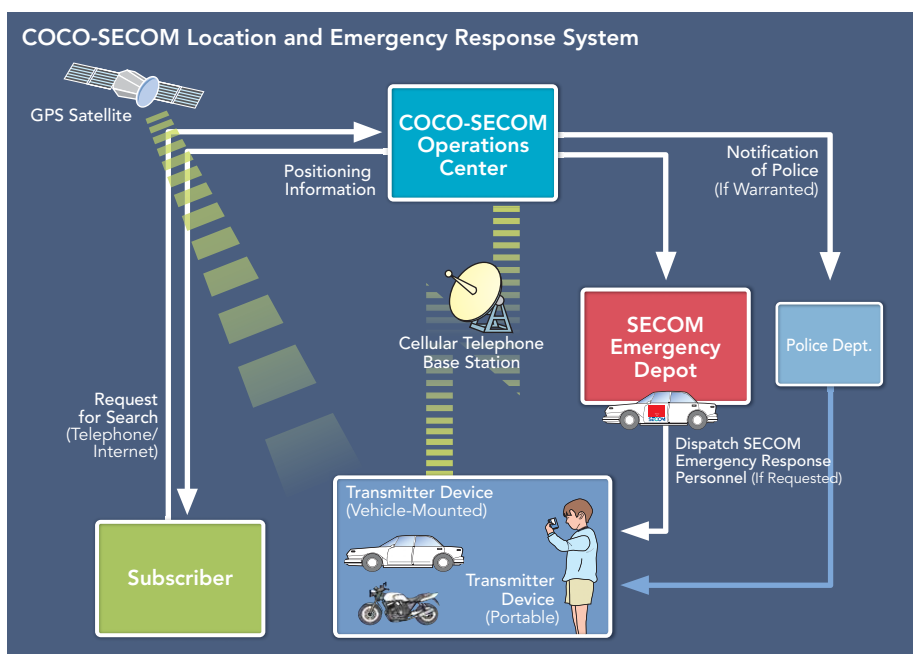 COCO-SECOM Location and Emergency Response System
GPS Satellite
COCO-SECOM
Operations
Center
Positioning
Information
Notification
of Police
(If Warranted)
Cellular Telephone
Base Station
SECOM
Emergency
Depot
Police Dept.
Request
for Search
(Telephone/
Internet)
SECOM
Dispatch SECOM
Emergency Response
Personnel (If Requested)
Subscriber
Transmitter Device
(Vehicle-Mounted)
Transmitter
Device
(Portable)